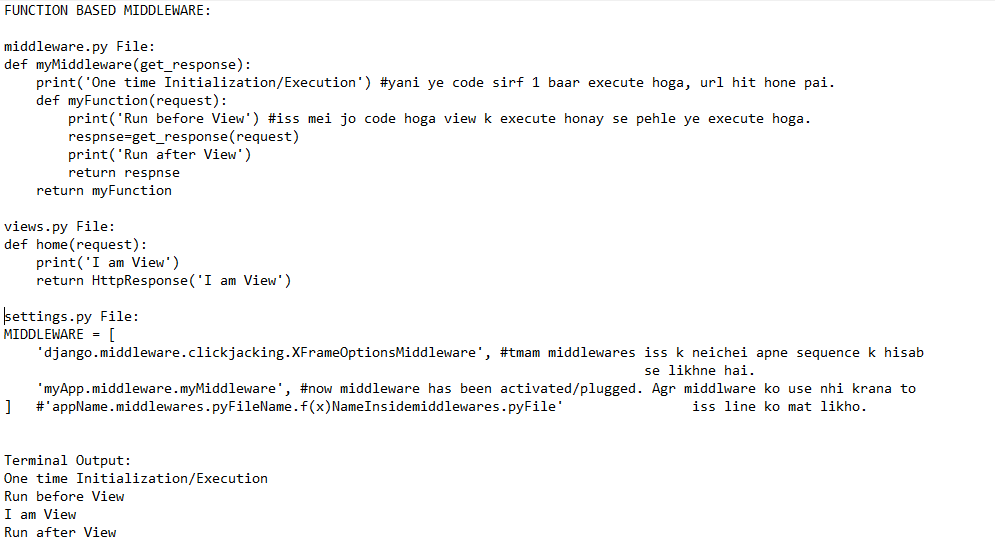 FUNCTION BASED MIDDLEWARE:

middleware.py File:
def myMiddleware(get_response):
    print('One time Initialization/Execution') #yani ye code sirf 1 baar execute hoga, url hit hone pai.
    def myFunction(request):
        print('Run before View') #iss mei jo code hoga view k execute honay se pehle ye execute hoga.
        respnse=get_response(request)
        print('Run after View')
        return respnse
    return myFunction

views.py File:
def home(request):
    print('I am View')
    return HttpResponse('I am View')

settings.py File:
MIDDLEWARE = [
    'django.middleware.clickjacking.XFrameOptionsMiddleware', #tmam middlewares iss k neichei apne sequence k hisab
                                                                                se likhne hai.
    'myApp.middleware.myMiddleware', #now middleware has been activated/plugged. Agr middlware ko use nhi krana to
]   #'appName.middlewares.pyFileName.f(x)NameInsidemiddlewares.pyFile'                iss line ko mat likho.

Terminal Output:
One time Initialization/Execution
Run before View
I am View
Run after View